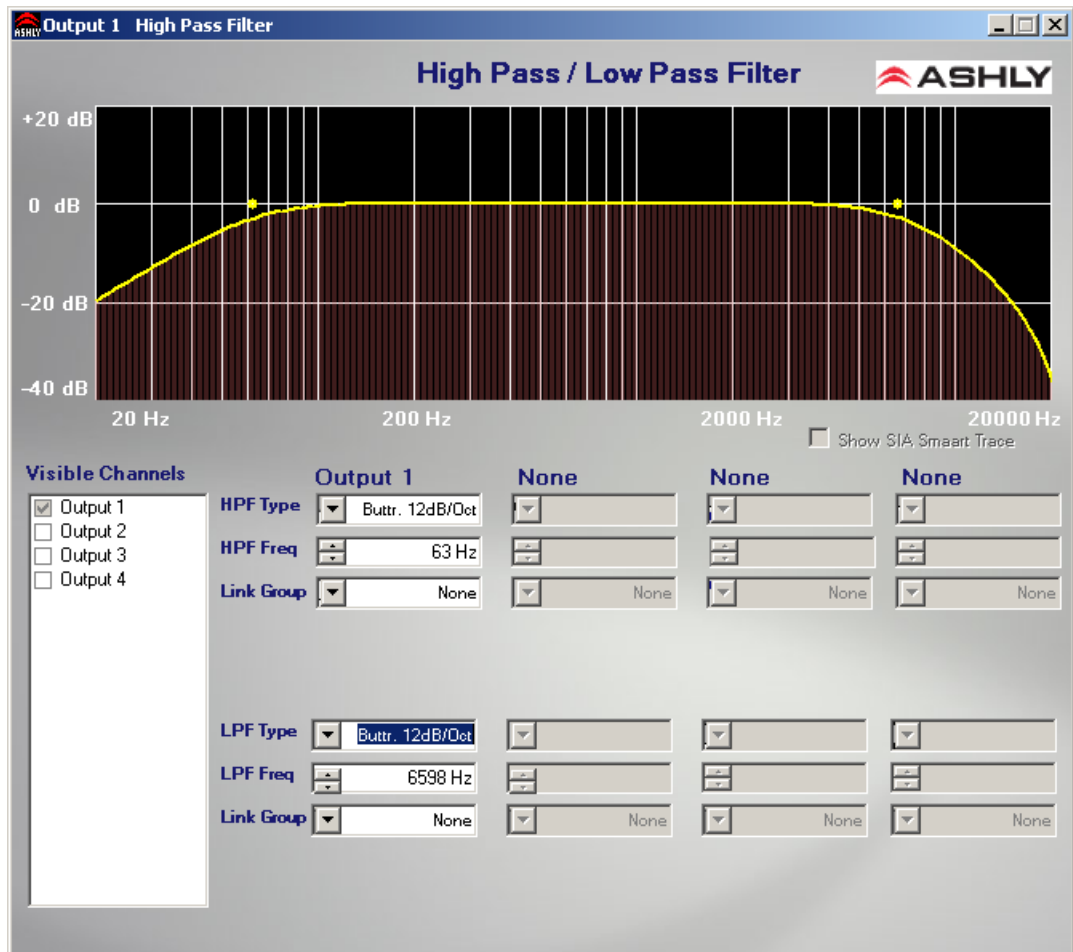 ASHLY Output 1 High Pass Filter
High Pass / Low Pass Filter ASHLY
+20 dB
0 dB
-20 dB
-40 dB
20 Hz 200 Hz 2000 Hz 20000 Hz
Show SIA Smaart Trace
Visible Channels
Output 1
Output 2
Output 3
Output 4
Output 1 None None None
HPF Type Buttr. 12dB/Oct
HPF Freq 63 Hz
Link Group None None None None
LPF Type Buttr. 12dB/Oct
LPF Freq 6598 Hz
Link Group None None None None